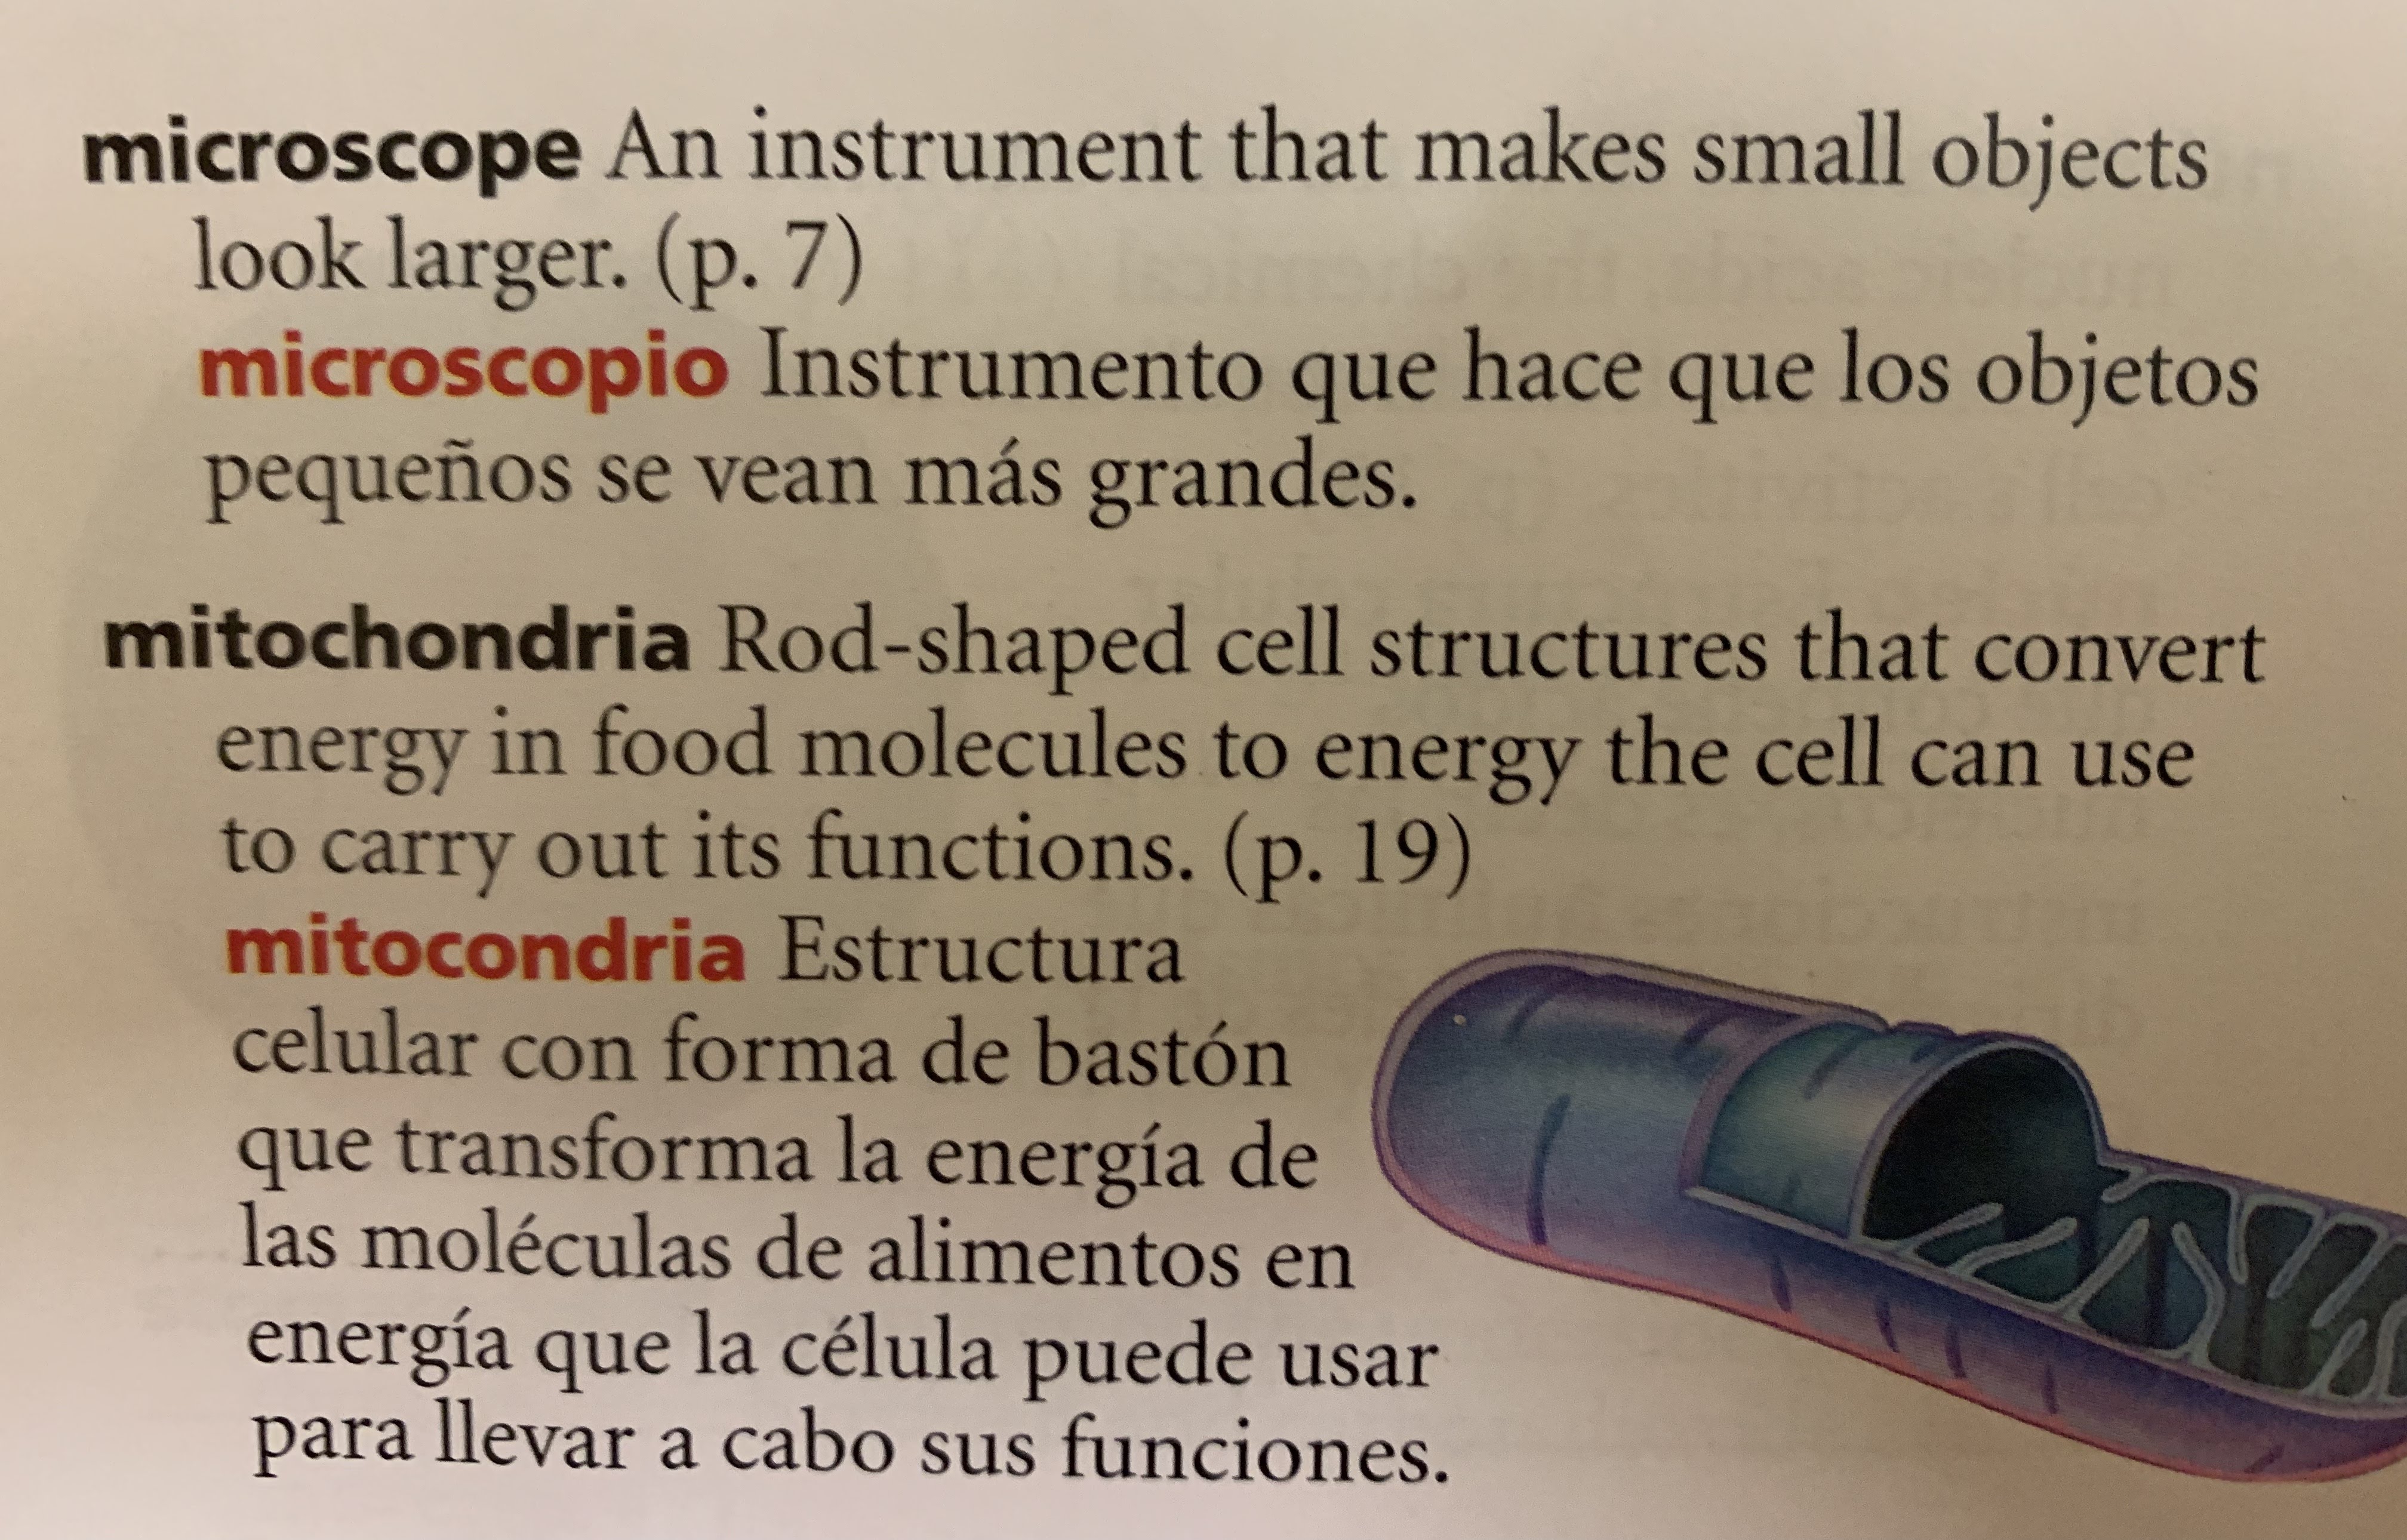 microscope An instrument that makes small objects
look larger. (p. 7)
microscopio Instrumento que hace que los objetos
pequeños se vean más grandes.
mitochondria Rod-shaped cell structures that convert
energy in food molecules to energy the cell can use
to carry out its functions. (p. 19)
mitocondria Estructura
celular con forma de bastón
que transforma la energía de
las moléculas de alimentos en
energía que la célula puede usar
para llevar a cabo sus funciones.